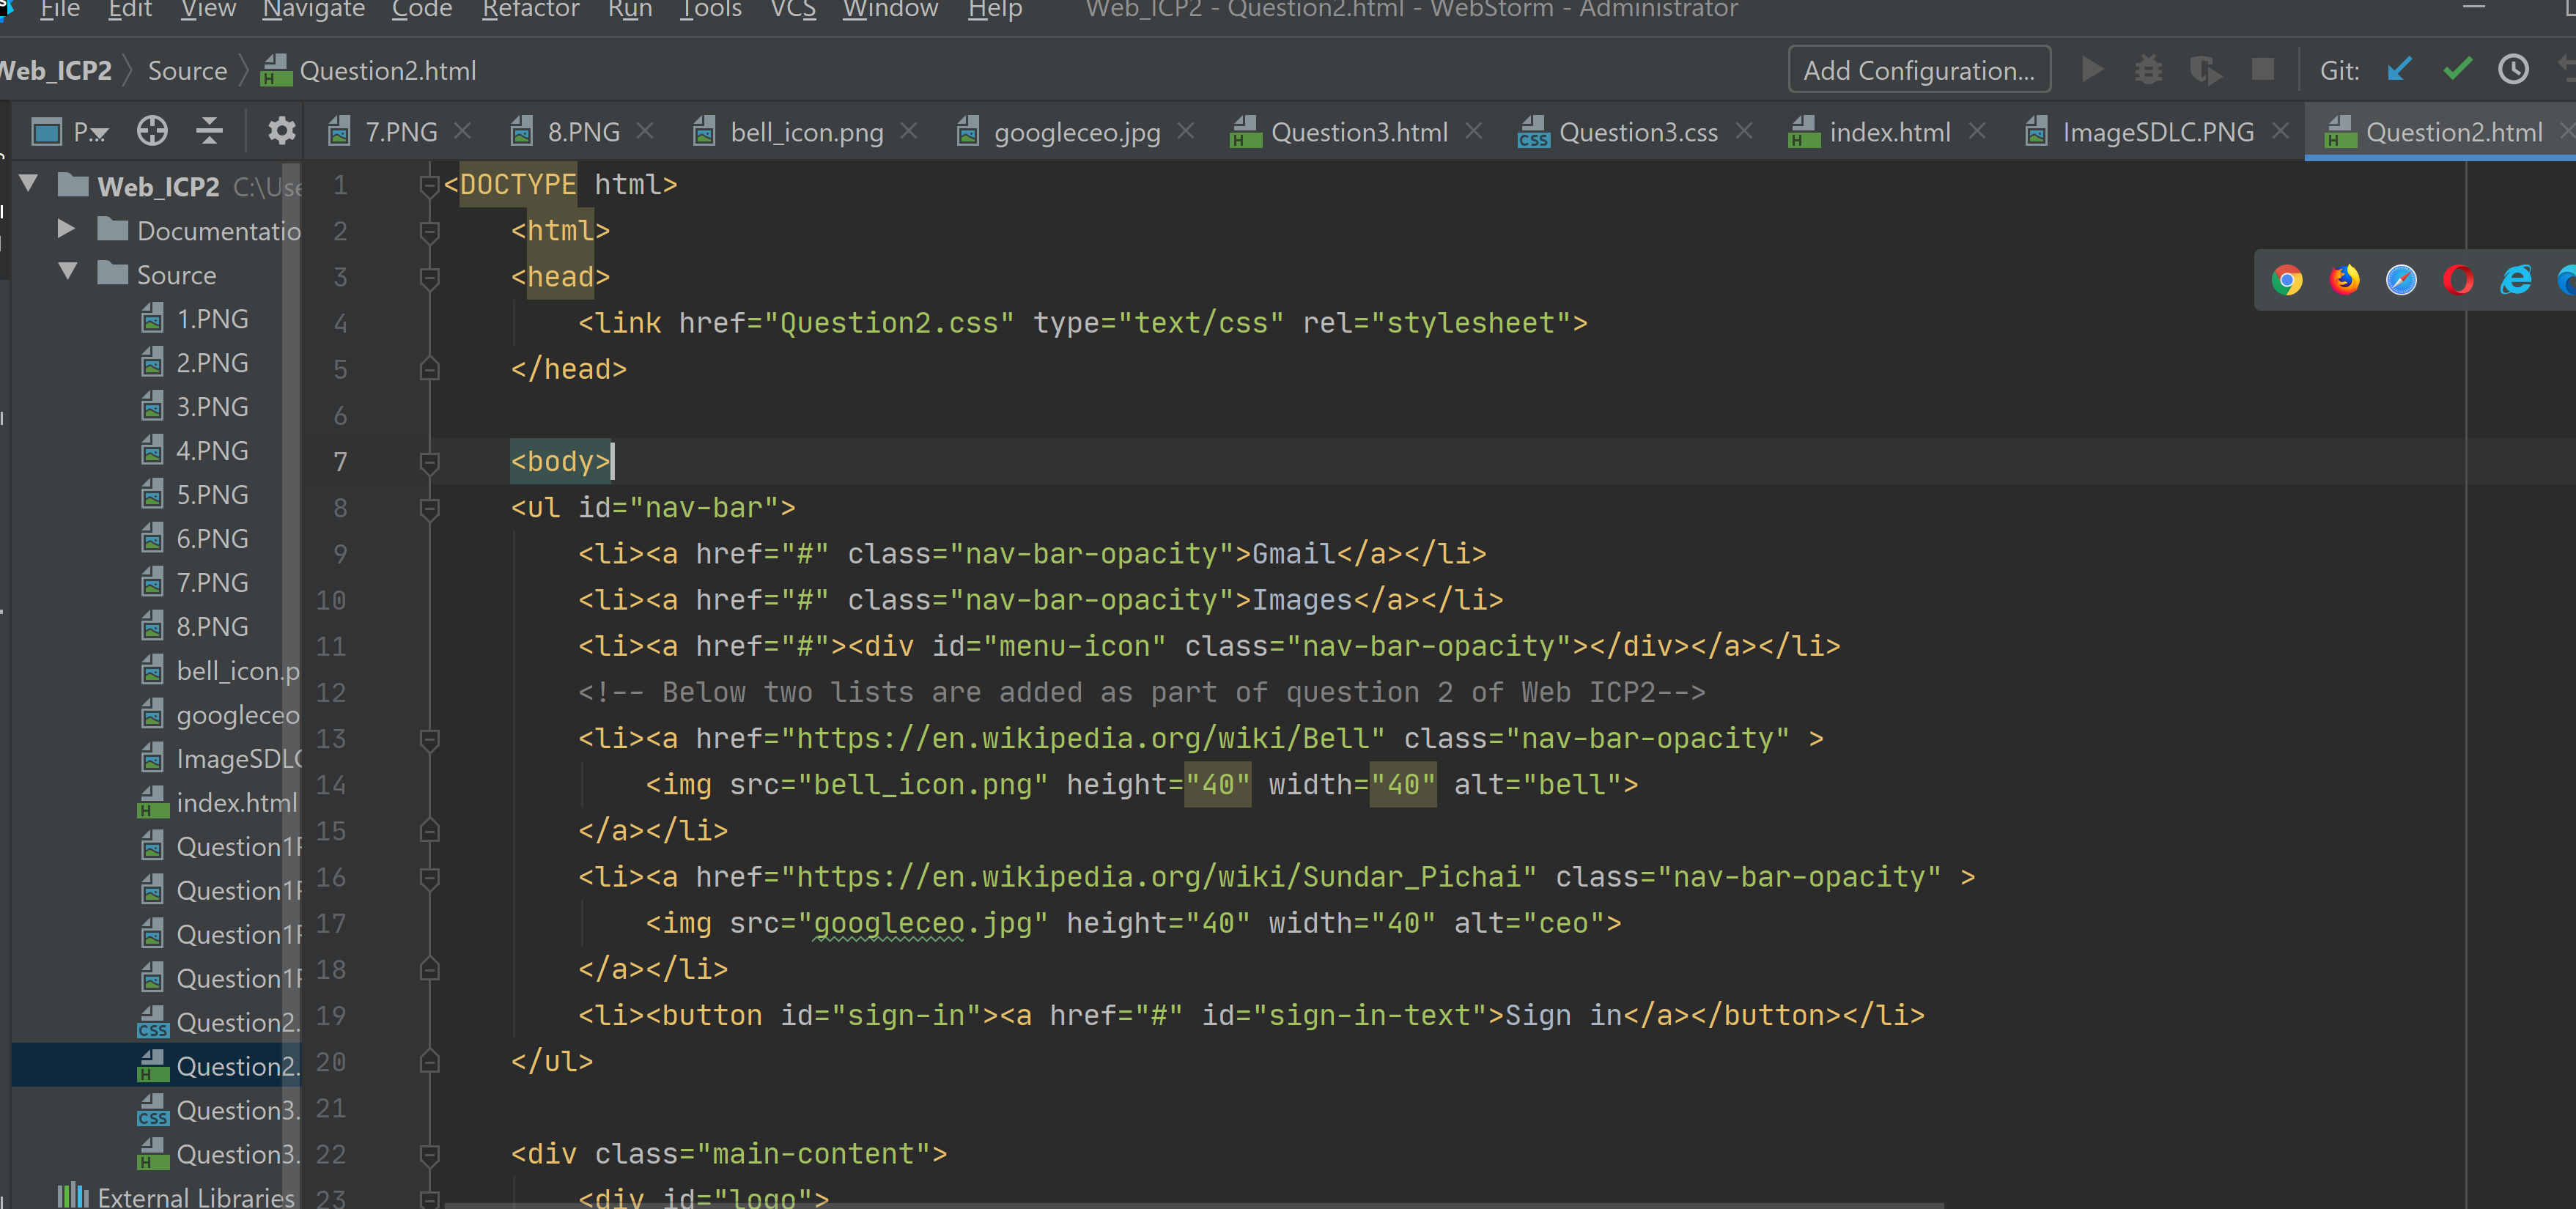 File Edit View Navigate Code Refactor Run Tools VCS Window Help Web_ICP2 - Question2.html - WebStorm - Administrator
Web_ICP2 Source Question2.html Add Configuration... Git:
P... 7.PNG 8.PNG bell_icon.png googleceo.jpg Question3.html Question3.css index.html ImageSDLC.PNG Question2.html
Web_ICP2 C:\Use
Documentatio
Source
1.PNG
2.PNG
3.PNG
4.PNG
5.PNG
6.PNG
7.PNG
8.PNG
bell_icon.p
googleceo
ImageSDLC
index.html
Question1
Question1
Question1
Question1
Question2.
Question2.
Question3.
Question3.
External Libraries
1 <DOCTYPE html>
2 <html>
3 <head>
4 <link href="Question2.css" type="text/css" rel="stylesheet">
5 </head>
6
7 <body>
8 <ul id="nav-bar">
9 <li><a href="#" class="nav-bar-opacity">Gmail</a></li>
10 <li><a href="#" class="nav-bar-opacity">Images</a></li>
11 <li><a href="#"><div id="menu-icon" class="nav-bar-opacity"></div></a></li>
12 <!-- Below two lists are added as part of question 2 of Web ICP2-->
13 <li><a href="https://en.wikipedia.org/wiki/Bell" class="nav-bar-opacity" >
14 <img src="bell_icon.png" height="40" width="40" alt="bell">
15 </a></li>
16 <li><a href="https://en.wikipedia.org/wiki/Sundar_Pichai" class="nav-bar-opacity" >
17 <img src="googleceo.jpg" height="40" width="40" alt="ceo">
18 </a></li>
19 <li><button id="sign-in"><a href="#" id="sign-in-text">Sign in</a></button></li>
20 </ul>
21
22 <div class="main-content">
23 <div id="logo">